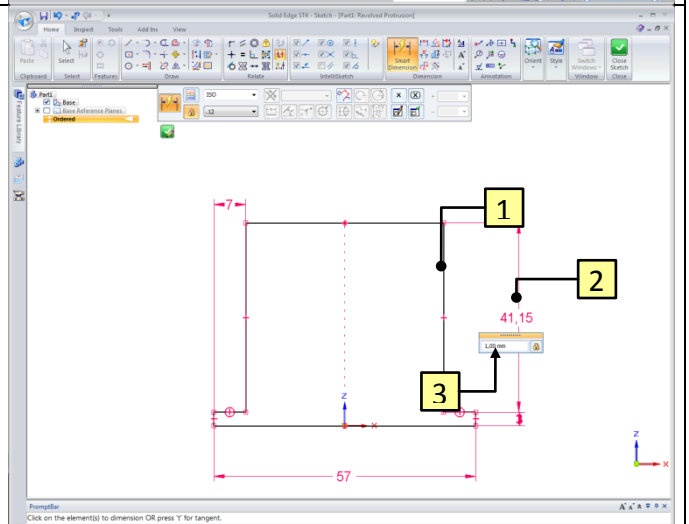 Solid Edge ST4 - Sketch - [Part1: Revolved Protrusion]
Home Inspect Tools Add Ins View
Paste
Select
Smart Dimension
Orient
Style
Switch Windows
Close Sketch
Clipboard Select Features Draw Relate IntelliSketch Dimension Annotation Window Close
Feature Library
Part1
Base
Base Reference Planes
Ordered
ISO
-12
7
1
2
41,15
1,00 mm
3
Z
X
57
Z
X
PromptBar
Click on the element(s) to dimension OR press 't' for tangent.